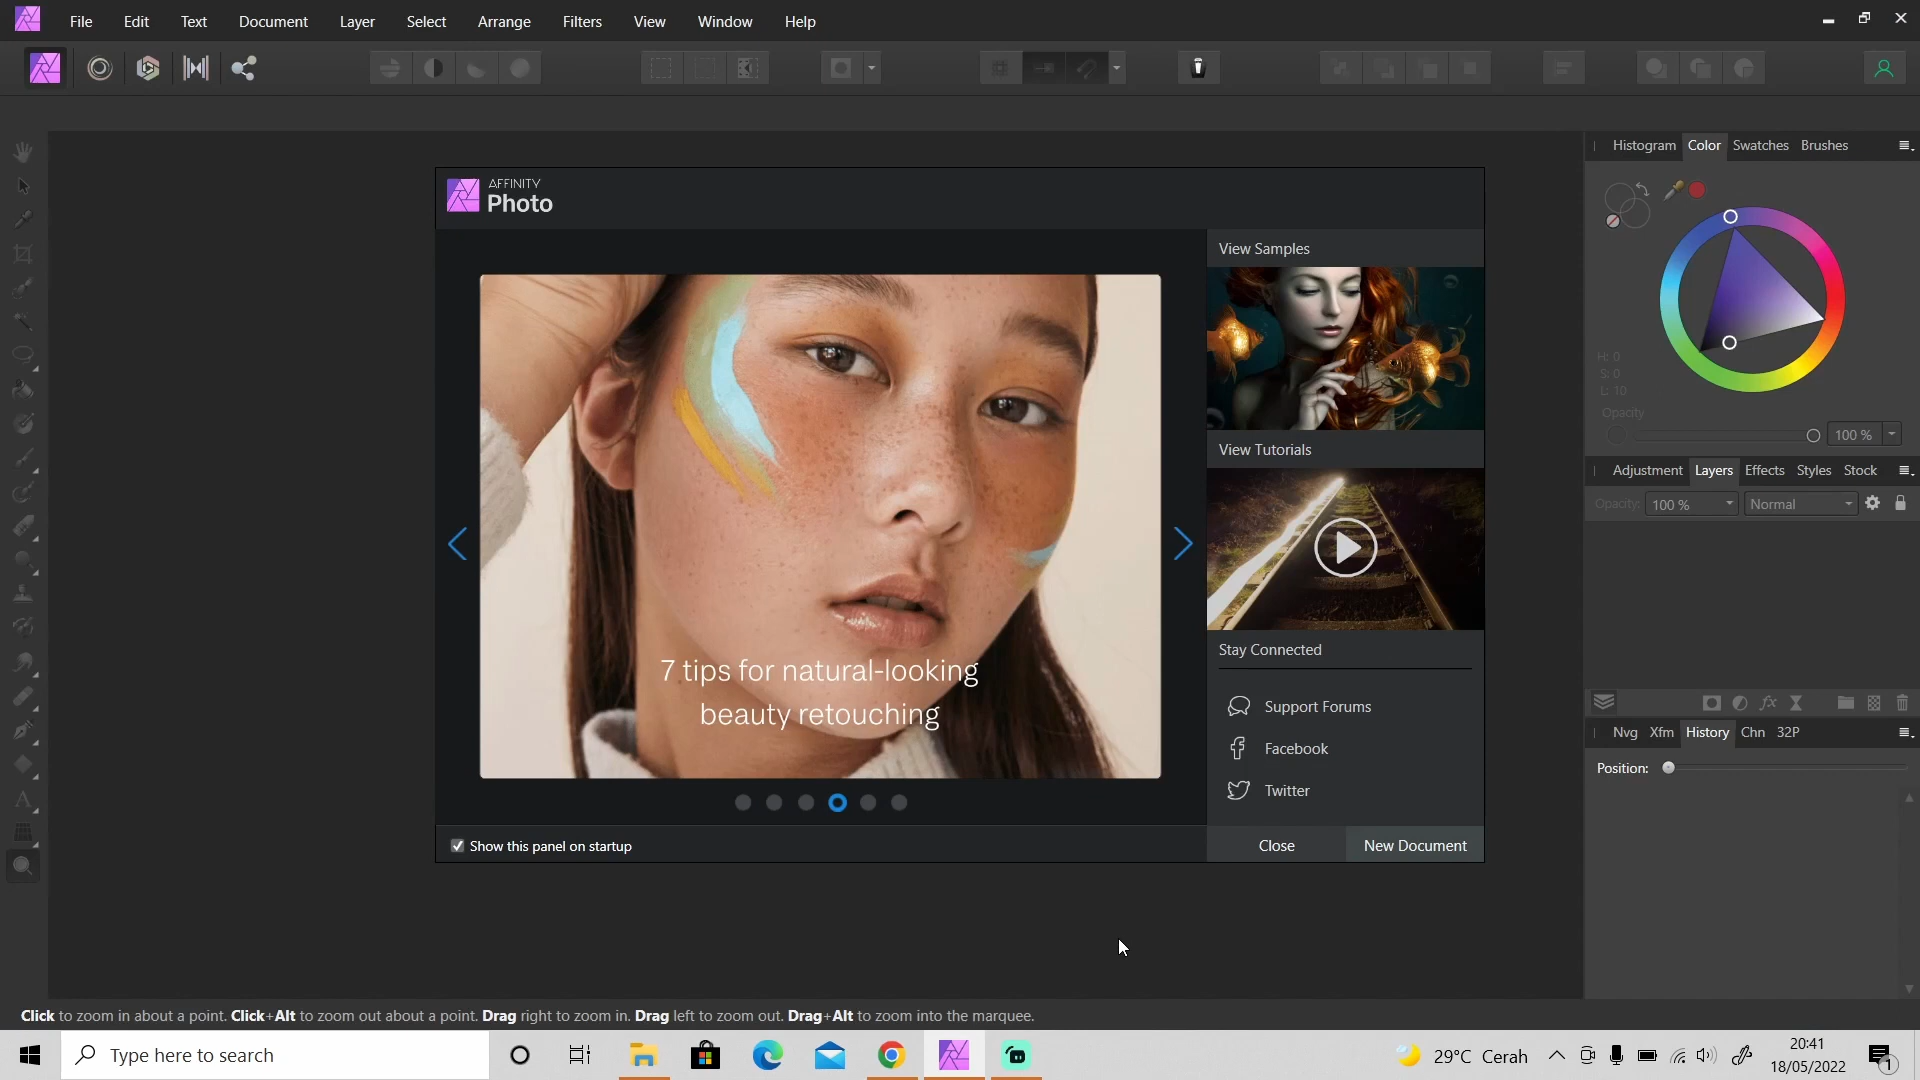 File Edit Text Document Layer Select Arrange Filters View Window Help
Histogram Color Swatches Brushes
AFFINITY
Photo
View Samples
H: 0
S: 0
L: 10
Opacity
100 %
View Tutorials
Adjustment Layers Effects Styles Stock
Opacity: 100 % Normal
7 tips for natural-looking
beauty retouching
Stay Connected
Support Forums
Facebook
Twitter
Nvg Xfm History Chn 32P
Position:
Show this panel on startup
Close New Document
Click to zoom in about a point. Click+Alt to zoom out about a point. Drag right to zoom in. Drag left to zoom out. Drag+Alt to zoom into the marquee.
Type here to search
29°C Cerah
20:41
18/05/2022
1